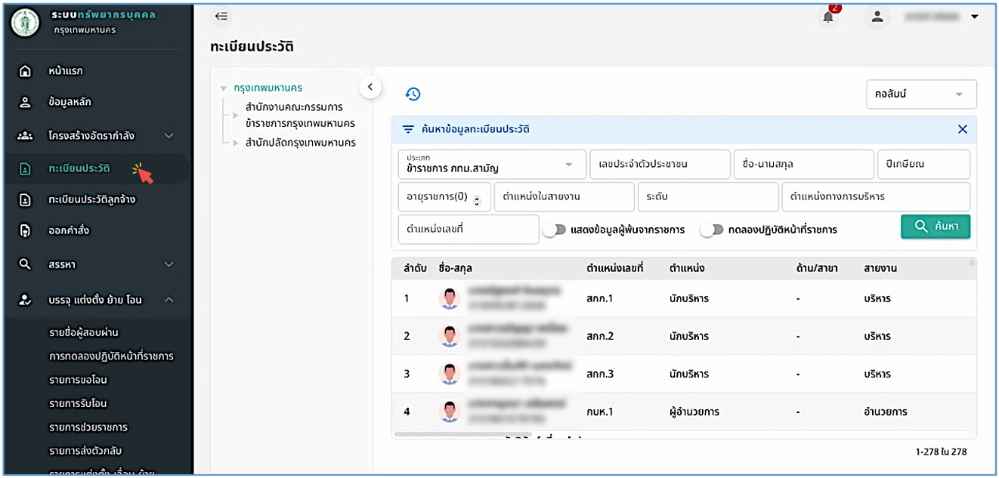 ระบบทรัพยากรบุคคล
กรุงเทพมหานคร
หน้าแรก
ข้อมูลหลัก
โครงสร้างอัตรากำลัง
ทะเบียนประวัติ
ทะเบียนประวัติลูกจ้าง
ออกคำสั่ง
สรรหา
บรรจุ แต่งตั้ง ย้าย โอน
รายชื่อผู้สอบผ่าน
การทดลองปฏิบัติหน้าที่ราชการ
รายการขอโอน
รายการรับโอน
รายการช่วยราชการ
รายการส่งตัวกลับ
2
ทะเบียนประวัติ
กรุงเทพมหานคร
สำนักงานคณะกรรมการ
ข้าราชการกรุงเทพมหานคร
สำนักปลัดกรุงเทพมหานคร
คอลัมน์
ค้นหาข้อมูลทะเบียนประวัติ
ประเภท
ข้าราชการ กทม.สามัญ เลขประจำตัวประชาชน ชื่อ-นามสกุล ปีเกษียณ
อายุราชการ(ปี) ตำแหน่งในสายงาน ระดับ ตำแหน่งทางการบริหาร
ตำแหน่งเลขที่ แสดงข้อมูลผู้พ้นจากราชการ ทดลองปฏิบัติหน้าที่ราชการ ค้นหา
ลำดับ ชื่อ-สกุล ตำแหน่งเลขที่ ตำแหน่ง ด้าน/สาขา สายงาน
1 สกก.1 นักบริหาร - บริหาร
2 สกก.2 นักบริหาร - บริหาร
3 สกก.3 นักบริหาร - บริหาร
4 กบห.1 ผู้อำนวยการ - อำนวยการ
1-278 ใน 278